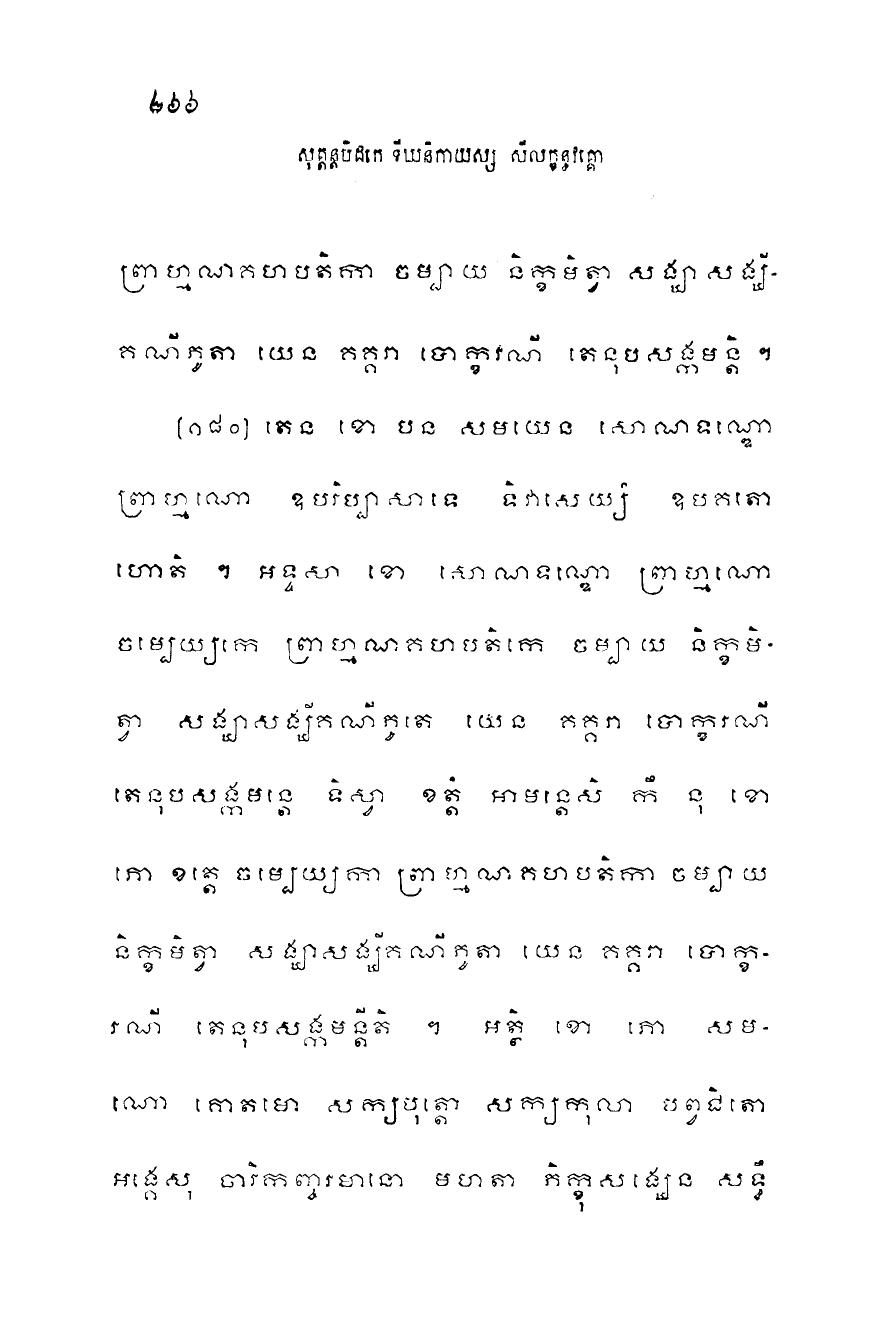 ២៦៦
សុត្តន្តបិដកេ ទីឃនិកាយស្ស សីលក្ខន្ធវគ្គោ
ព្រាហ្មណគហបតិកា ចម្បាយ និក្ខមិត្វា សង្ឃាសង្ឃី-
គណីភូតា យេន គគ្គរា បោក្ខរណី តេនុបសង្កមន្តិ ។
(១៨០) តេន ខោ បន សមយេន សោណទណ្ឌោ
ព្រាហ្មណោ ឧបរិប្បាសាទេ ទិវាសេយ្យំ ឧបគតោ
ហោតិ ។ អទ្ទសា ខោ សោណទណ្ឌោ ព្រាហ្មណោ
ចម្បេយ្យកេ ព្រាហ្មណគហបតិកេ ចម្បាយ និក្ខមិ-
ត្វា សង្ឃាសង្ឃីគណីភូតេ យេន គគ្គរា បោក្ខរណី
តេនុបសង្កមន្តេ ទិស្វា ខត្តំ អាមន្តេសិ កឹ នុ ខោ
ភោ ខត្តេ ចម្បេយ្យកា ព្រាហ្មណគហបតិកា ចម្បាយ
និក្ខមិត្វា សង្ឃាសង្ឃីគណីភូតា យេន គគ្គរា បោក្ខ-
រណី តេនុបសង្កមន្តីតិ ។ អត្ថិ ខោ ភោ សម-
ណោ គោតមោ សក្យបុត្តោ សក្យកុលា បព្វជិតោ
អង្គេសុ ចារិកញ្ចរមានោ មហតា ភិក្ខុសង្ឃេន សទ្ធឹ